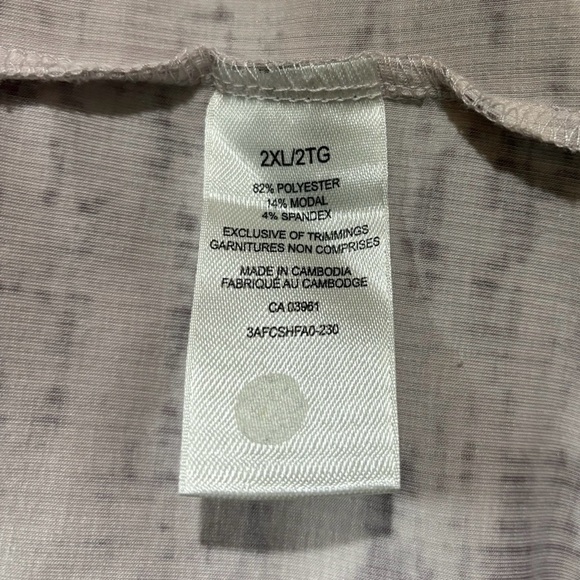 2XL/2TG
82% POLYESTER
14% MODAL
4% SPANDEX
EXCLUSIVE OF TRIMMINGS
GARNITURES NON COMPRISES
MADE IN CAMBODIA
FABRIQUÉ AU CAMBODGE
CA 03961
3AFCSHFA0-230